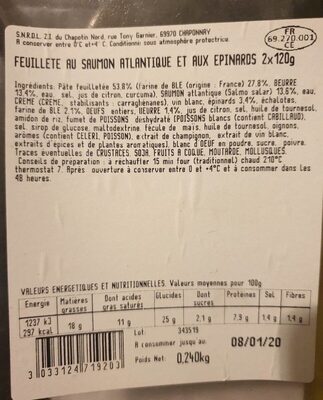 S.N.R.D.L. Z.I. du Chapotin Nord, rue Tony Garnier, 69970 CHAPONNAY
A conserver entre 0°C et+4° C. Conditionné sous atmosphère protectrice.
FR
69.270.001
CE
FEUILLETE AU SAUMON ATLANTIQUE ET AUX EPINARDS 2x120g
Ingrédients: Pâte feuilletée 53.8% (farine de BLE (origine : France) 27.8%, BEURRE
13.4%, eau, sel, jus de citron, curcuma), SAUMON atlantique (Salmo salar) 13.6%, eau,
CREME (CREME, stabilisants : carraghénanes), vin blanc, épinards 3.4%, échalotes,
farine de BLE 2.1%, OEUFS entiers, BEURRE 1.4%, jus de citron, sel, huile de tournesol,
amidon de riz, fumet de POISSONS déshydraté (POISSONS blancs (contient CABILLAUD),
sel, sirop de glucose, maltodextrine, fécule de maïs, huile de tournesol, oignons,
arômes (contient CELERI, POISSON), extrait de champignon, extrait de vin blanc,
extraits d'épices et de plantes aromatiques), blanc d'OEUF en poudre, sucre, poivre.
Traces éventuelles de CRUSTACES, SOJA, FRUITS A COQUE, MOUTARDE, MOLLUSQUES.
Conseils de préparation : à réchauffer 15 min four (traditionnel) chaud 210°C
thermostat 7. Après ouverture à conserver entre 0 et +4°C et à consommer dans les
48 heures.
VALEURS ENERGETIQUES ET NUTRITIONNELLES. Valeurs moyennes pour 100g
Energie Matières grasses Dont acides gras saturés Glucides Dont sucres Protéines Sel Fibres
1237 kJ
297 kcal 18 g 11 g 25 g 2,1 g 7,9 g 1,4 g 1,4 g
Lot: 343519
A consommer jusqu'au: 08/01/20
Poids Net: 0,240kg
3 033124 719203